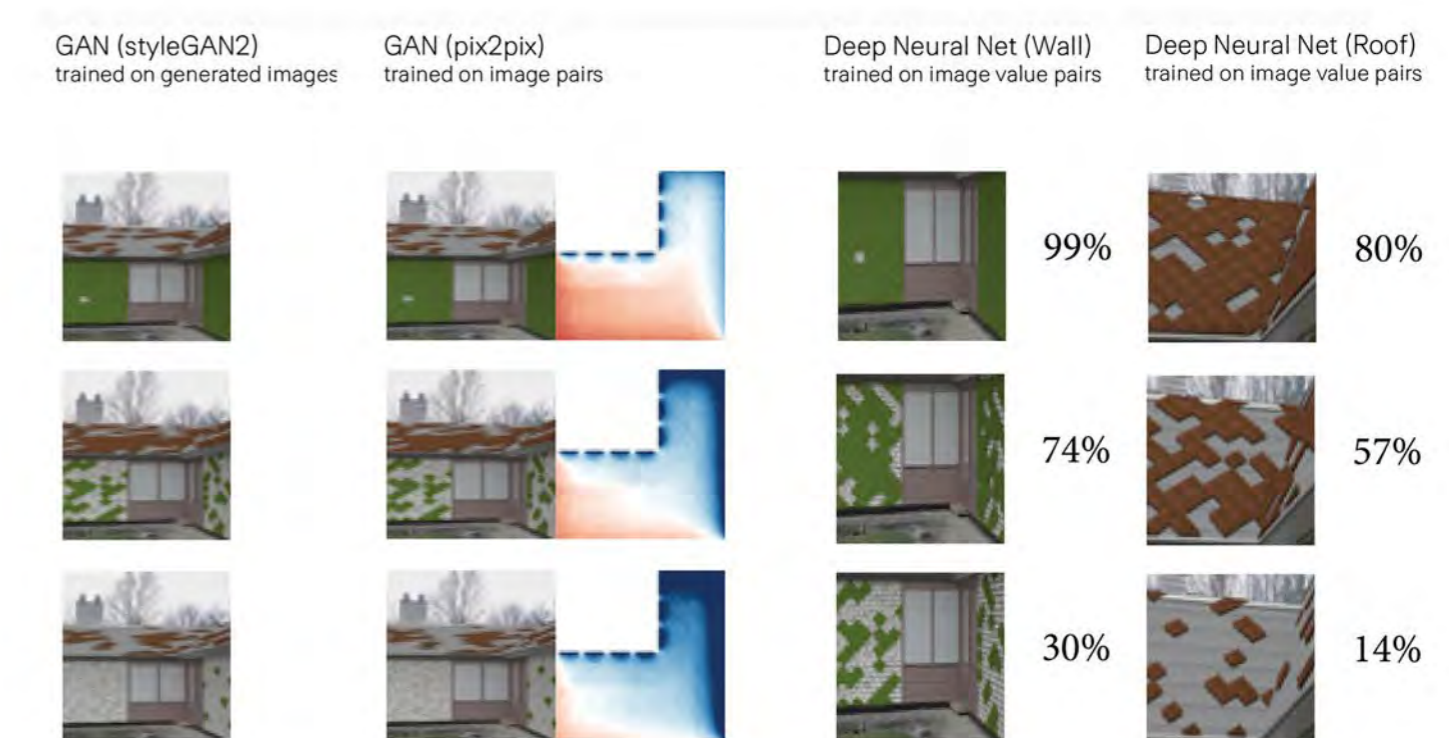 GAN (styleGAN2)
trained on generated images
GAN (pix2pix)
trained on image pairs
Deep Neural Net (Wall)
trained on image value pairs
Deep Neural Net (Roof)
trained on image value pairs
99%
80%
74%
57%
30%
14%